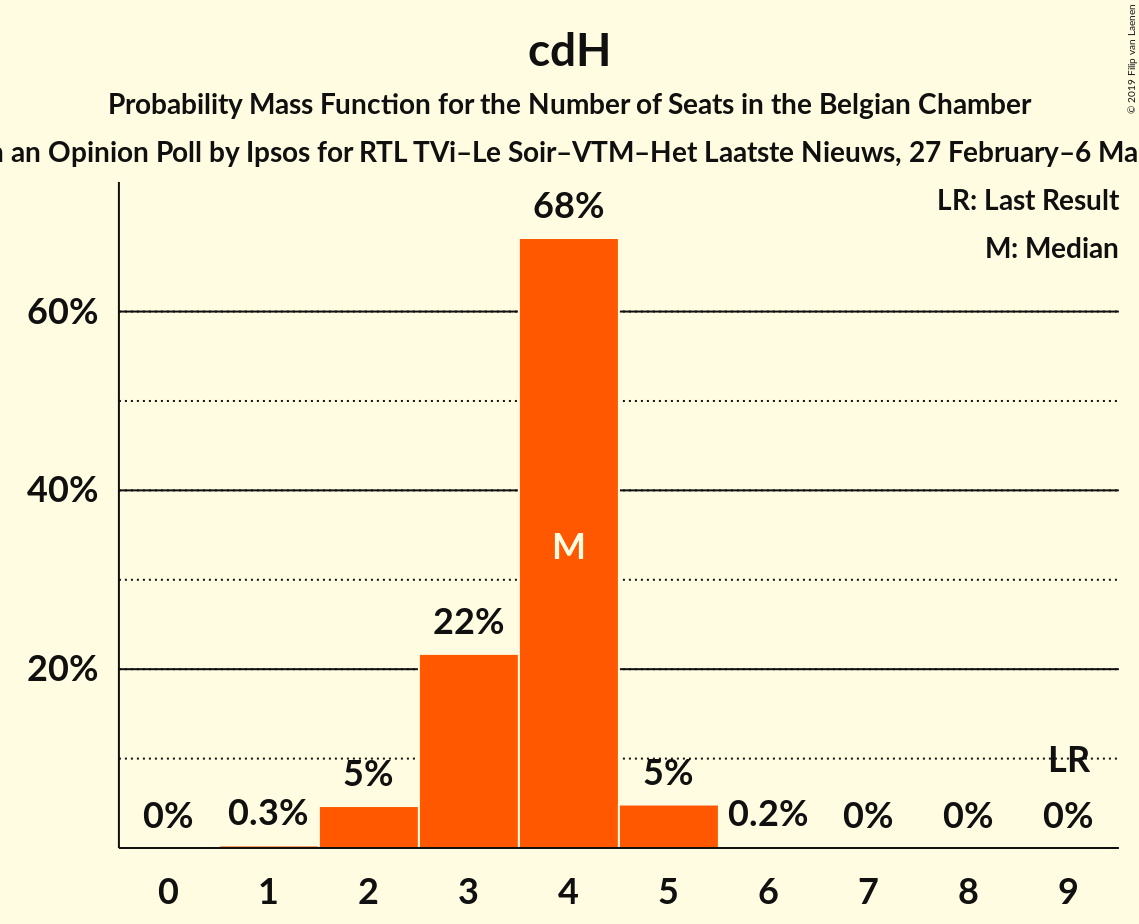 cdH
Probability Mass Function for the Number of Seats in the Belgian Chamber
an Opinion Poll by Ipsos for RTL TVi–Le Soir–VTM–Het Laatste Nieuws, 27 February–6 Ma
© 2019 Filip van Laenen
LR: Last Result
M: Median
68%
60%
40%
M
22%
20%
LR
5%
5%
0%
0.3%
0.2%
0%
0%
0%
0 1 2 3 4 5 6 7 8 9